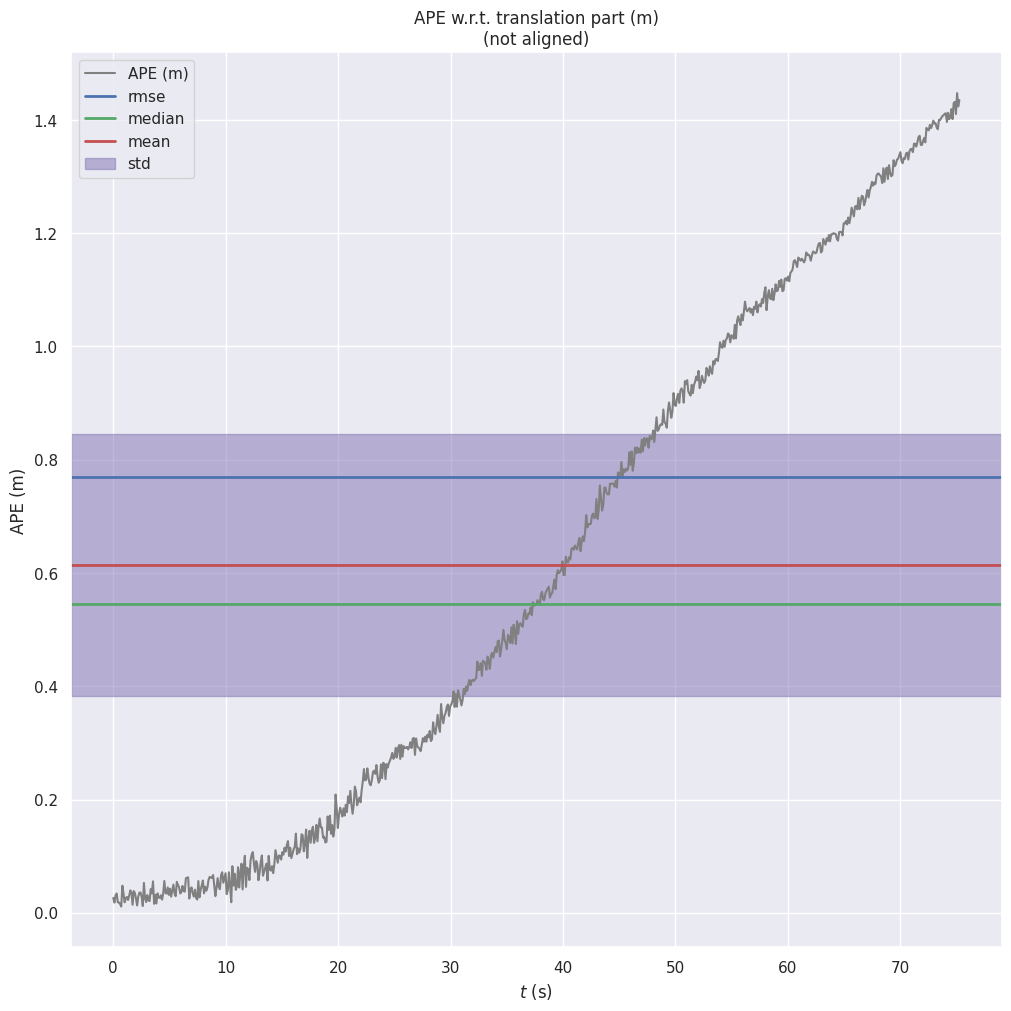 APE w.r.t. translation part (m)
(not aligned)
APE (m)
rmse
median
mean
std
1.4
1.2
1.0
0.8
0.6
0.4
0.2
0.0
APE (m)
0 10 20 30 40 50 60 70
t (s)